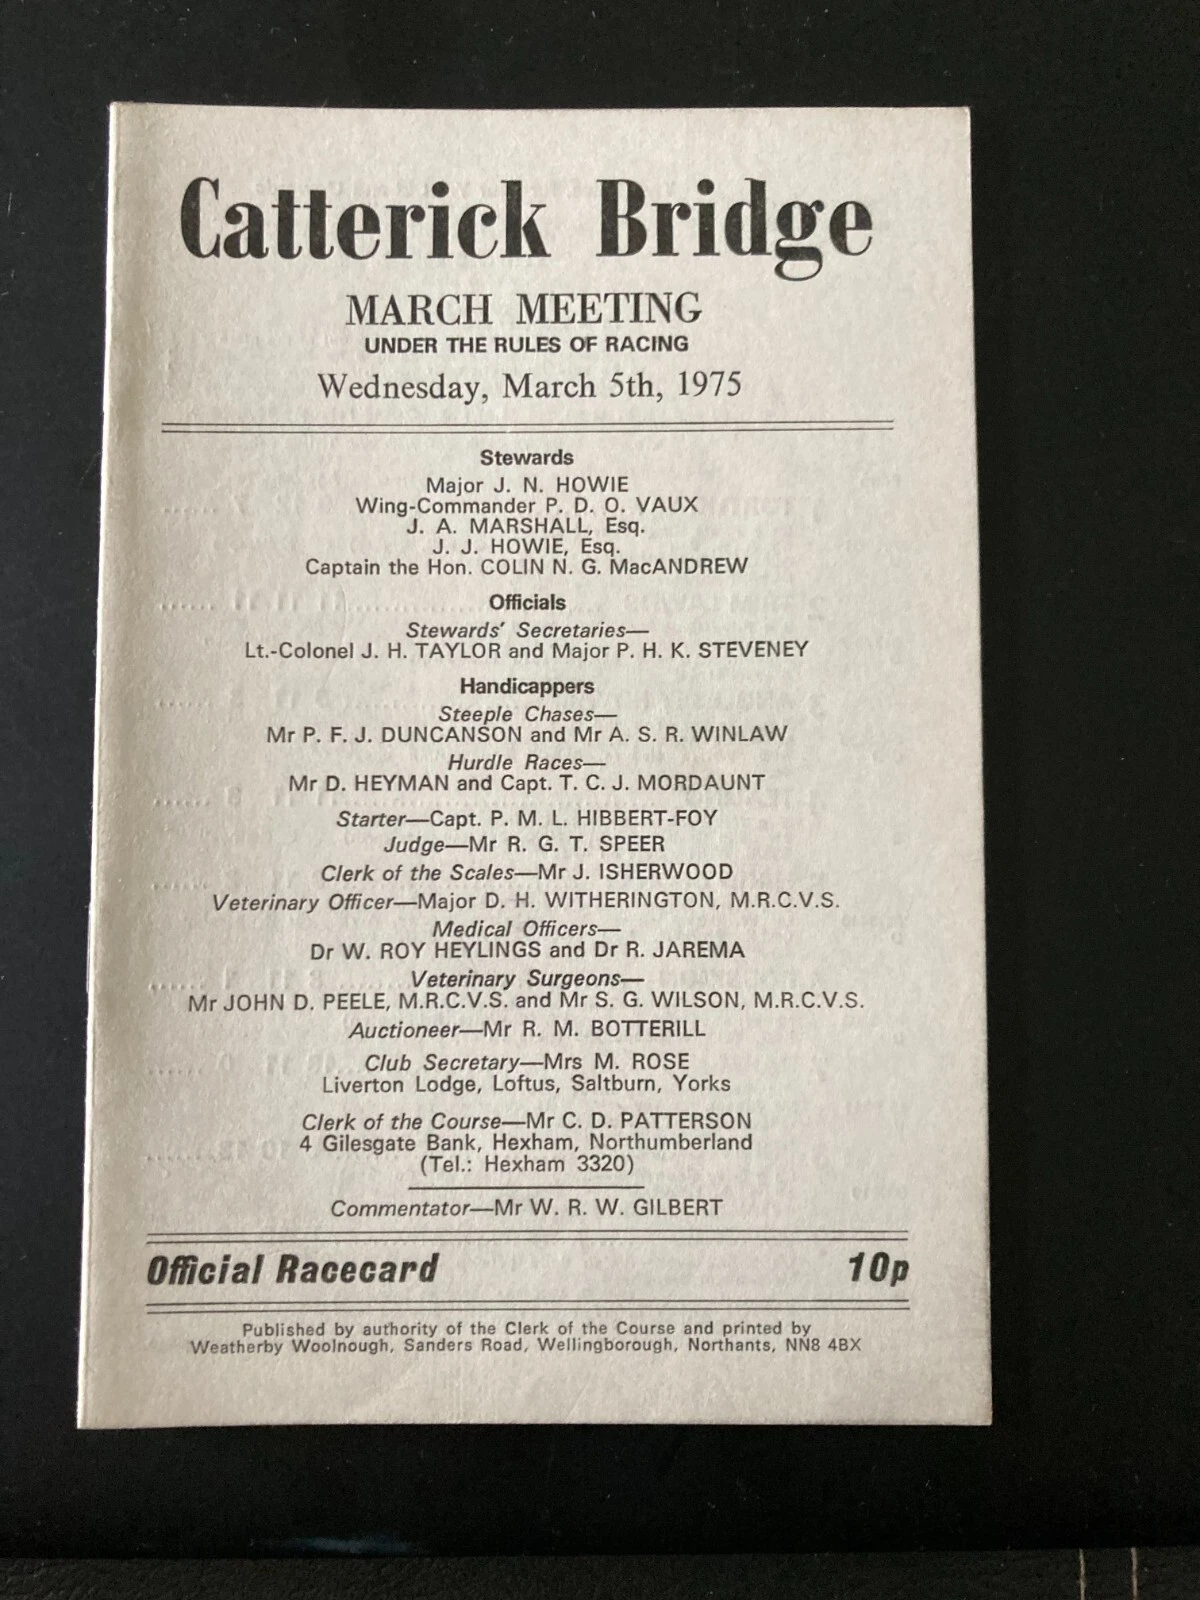 Catterick Bridge
MARCH MEETING
UNDER THE RULES OF RACING
Wednesday, March 5th, 1975
Stewards
Major J. N. HOWIE
Wing-Commander P. D. O. VAUX
J. A. MARSHALL, Esq.
J. J. HOWIE, Esq.
Captain the Hon. COLIN N. G. MacANDREW
Officials
Stewards' Secretaries—
Lt.-Colonel J. H. TAYLOR and Major P. H. K. STEVENEY
Handicappers
Steeple Chases—
Mr P. F. J. DUNCANSON and Mr A. S. R. WINLAW
Hurdle Races—
Mr D. HEYMAN and Capt. T. C. J. MORDAUNT
Starter—Capt. P. M. L. HIBBERT-FOY
Judge—Mr R. G. T. SPEER
Clerk of the Scales—Mr J. ISHERWOOD
Veterinary Officer—Major D. H. WITHERINGTON, M.R.C.V.S.
Medical Officers—
Dr W. ROY HEYLINGS and Dr R. JAREMA
Veterinary Surgeons—
Mr JOHN D. PEELE, M.R.C.V.S. and Mr S. G. WILSON, M.R.C.V.S.
Auctioneer—Mr R. M. BOTTERILL
Club Secretary—Mrs M. ROSE
Liverton Lodge, Loftus, Saltburn, Yorks
Clerk of the Course—Mr C. D. PATTERSON
4 Gilesgate Bank, Hexham, Northumberland
(Tel.: Hexham 3320)
Commentator—Mr W. R. W. GILBERT
Official Racecard 10p
Published by authority of the Clerk of the Course and printed by
Weatherby Woolnough, Sanders Road, Wellingborough, Northants, NN8 4BX